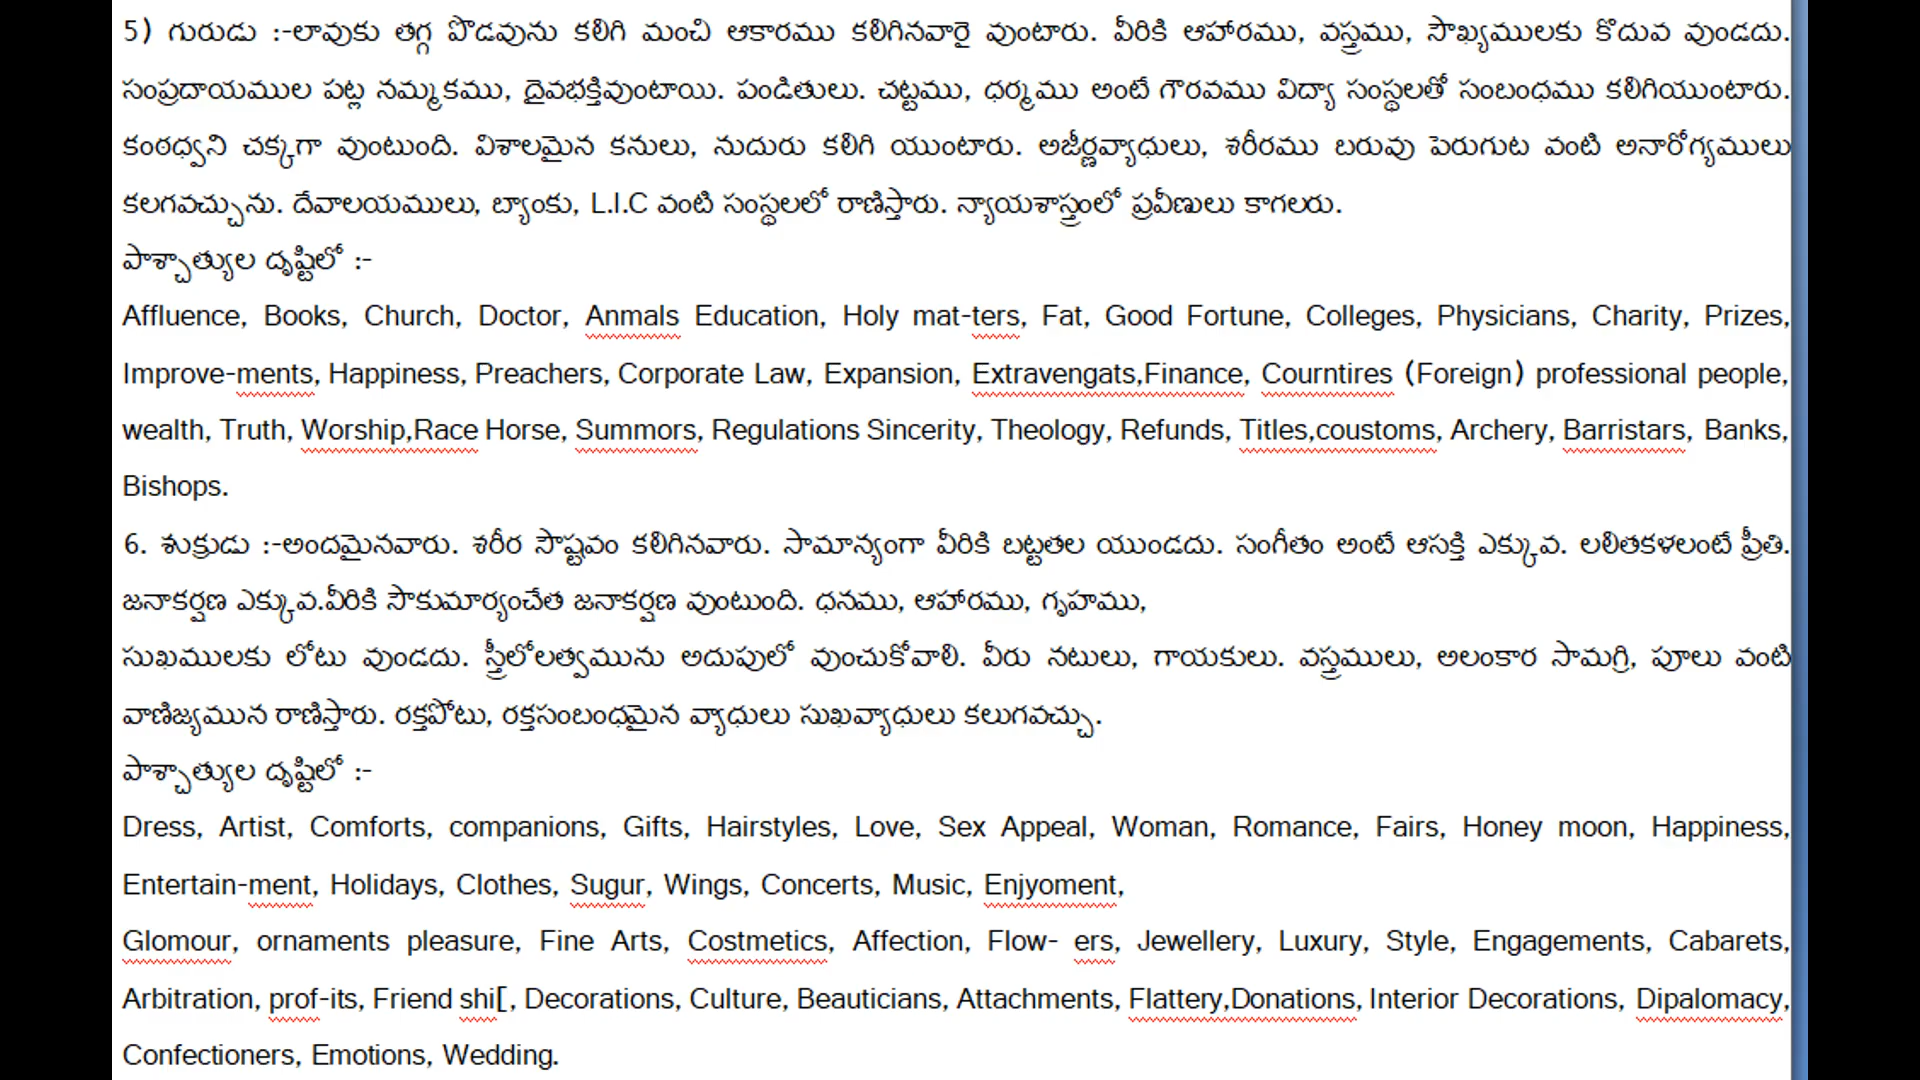 5) గురుడు :-లావుకు తగ్గ పొడవును కలిగి మంచి ఆకారము కలిగినవారై వుంటారు. వీరికి ఆహారము, వస్త్రము, సౌఖ్యములకు కొదువ వుండదు.
సంప్రదాయముల పట్ల నమ్మకము, దైవభక్తివుంటాయి. పండితులు. చట్టము, ధర్మము అంటే గౌరవము విద్యా సంస్థలతో సంబంధము కలిగియుంటారు.
కంఠధ్వని చక్కగా వుంటుంది. విశాలమైన కనులు, నుదురు కలిగి యుంటారు. అజీర్ణవ్యాధులు, శరీరము బరువు పెరుగుట వంటి అనారోగ్యములు
కలగవచ్చును. దేవాలయములు, బ్యాంకు, L.I.C వంటి సంస్థలలో రాణిస్తారు. న్యాయశాస్త్రంలో ప్రవీణులు కాగలరు.
పాశ్చాత్యుల దృష్టిలో :-
Affluence, Books, Church, Doctor, Anmals Education, Holy mat-ters, Fat, Good Fortune, Colleges, Physicians, Charity, Prizes,
Improve-ments, Happiness, Preachers, Corporate Law, Expansion, Extravengats,Finance, Courntires (Foreign) professional people,
wealth, Truth, Worship,Race Horse, Summors, Regulations Sincerity, Theology, Refunds, Titles,coustoms, Archery, Barristars, Banks,
Bishops.
6. శుక్రుడు :-అందమైనవారు. శరీర సౌష్టవం కలిగినవారు. సామాన్యంగా వీరికి బట్టతల యుండదు. సంగీతం అంటే ఆసక్తి ఎక్కువ. లలితకళలంటే ప్రీతి.
జనాకర్షణ ఎక్కువ.వీరికి సౌకుమార్యంచేత జనాకర్షణ వుంటుంది. ధనము, ఆహారము, గృహము,
సుఖములకు లోటు వుండదు. స్త్రీలోలత్వమును అదుపులో వుంచుకోవాలి. వీరు నటులు, గాయకులు. వస్త్రములు, అలంకార సామగ్రి, పూలు వంటి
వాణిజ్యమున రాణిస్తారు. రక్తపోటు, రక్తసంబంధమైన వ్యాధులు సుఖవ్యాధులు కలుగవచ్చు.
పాశ్చాత్యుల దృష్టిలో :-
Dress, Artist, Comforts, companions, Gifts, Hairstyles, Love, Sex Appeal, Woman, Romance, Fairs, Honey moon, Happiness,
Entertain-ment, Holidays, Clothes, Sugur, Wings, Concerts, Music, Enjyoment,
Glomour, ornaments pleasure, Fine Arts, Costmetics, Affection, Flow- ers, Jewellery, Luxury, Style, Engagements, Cabarets,
Arbitration, prof-its, Friend shi[, Decorations, Culture, Beauticians, Attachments, Flattery,Donations, Interior Decorations, Dipalomacy,
Confectioners, Emotions, Wedding.